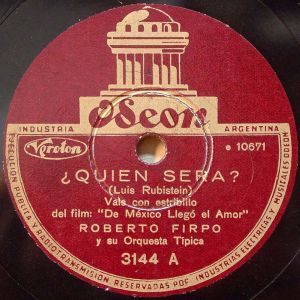 Odeon
INDUSTRIA ARGENTINA
Veroton
e 10671
¿QUIEN SERA?
(Luis Rubistein)
Vals con estribillo
del film: "De México Llegó el Amor"
ROBERTO FIRPO
y su Orquesta Típica
3144 A
EJECUCION PUBLICA Y RADIOTRANSMISION RESERVADAS POR INDUSTRIAS ELECTRICAS Y MUSICALES ODEON